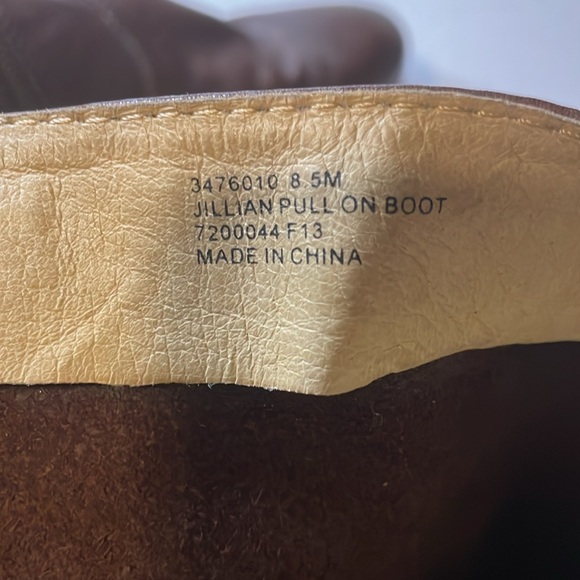 3476010 8.5M
JILLIAN PULL ON BOOT
7200044 F13
MADE IN CHINA